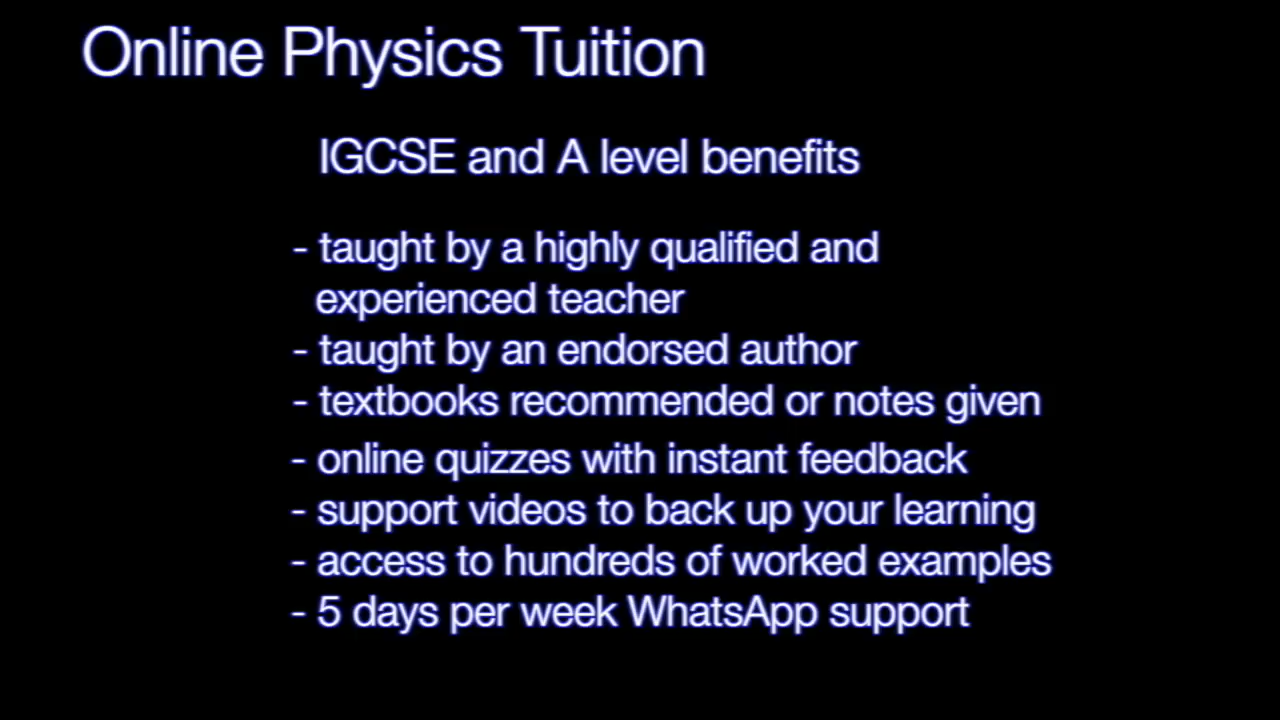 Online Physics Tuition
IGCSE and A level benefits
- taught by a highly qualified and
experienced teacher
- taught by an endorsed author
- textbooks recommended or notes given
- online quizzes with instant feedback
- support videos to back up your learning
- access to hundreds of worked examples
- 5 days per week WhatsApp support